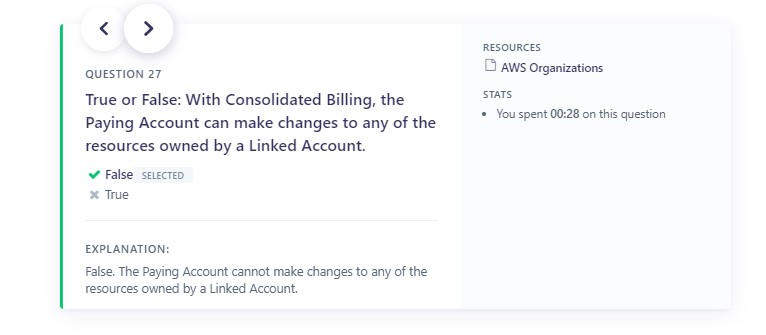 QUESTION 27
True or False: With Consolidated Billing, the
Paying Account can make changes to any of the
resources owned by a Linked Account.
False SELECTED
True
EXPLANATION:
False. The Paying Account cannot make changes to any of the
resources owned by a Linked Account.
RESOURCES
AWS Organizations
STATS
You spent 00:28 on this question